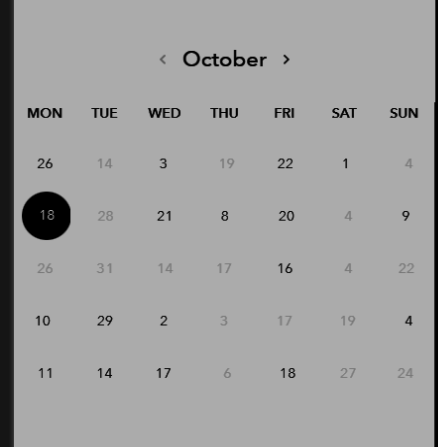 ‹ October ›
MON TUE WED THU FRI SAT SUN
26 14 3 19 22 1 4
18 28 21 8 20 4 9
26 31 14 17 16 4 22
10 29 2 3 17 19 4
11 14 17 6 18 27 24